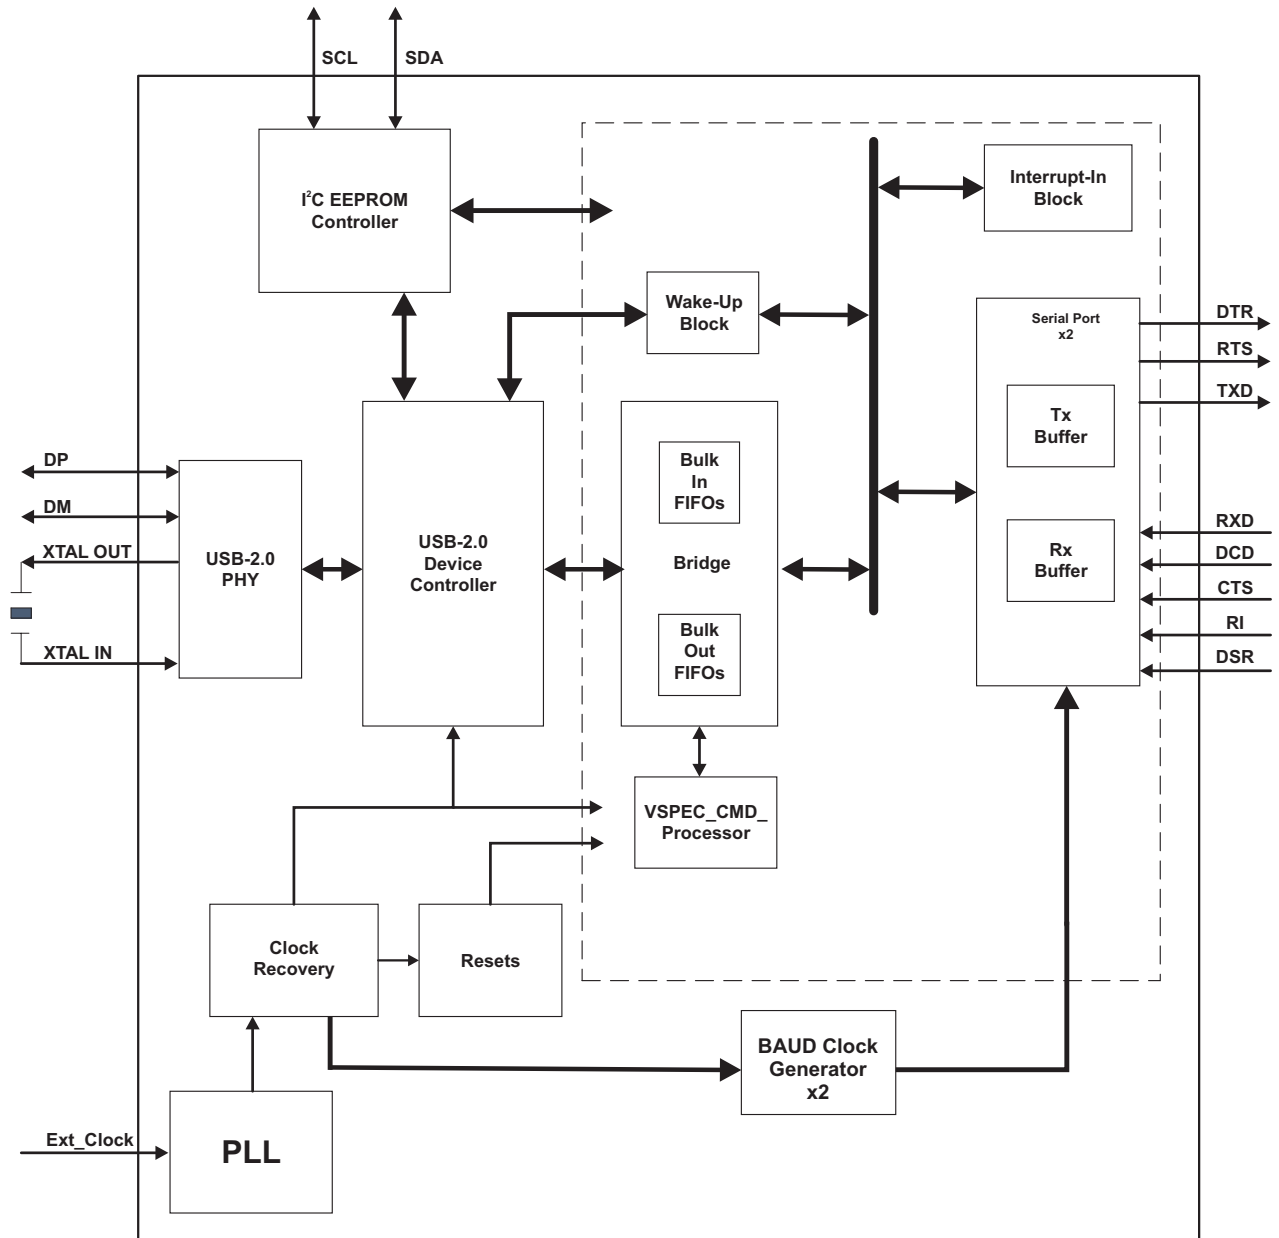 SCL
SDA
I²C EEPROM
Controller
Interrupt-In
Block
Wake-Up
Block
Serial Port
x2
DTR
RTS
TXD
Tx
Buffer
Bulk
In
FIFOs
DP
DM
XTAL OUT
XTAL IN
USB-2.0
PHY
USB-2.0
Device
Controller
Bridge
Rx
Buffer
RXD
DCD
CTS
RI
DSR
Bulk
Out
FIFOs
VSPEC_CMD_
Processor
Clock
Recovery
Resets
BAUD Clock
Generator
x2
Ext_Clock
PLL